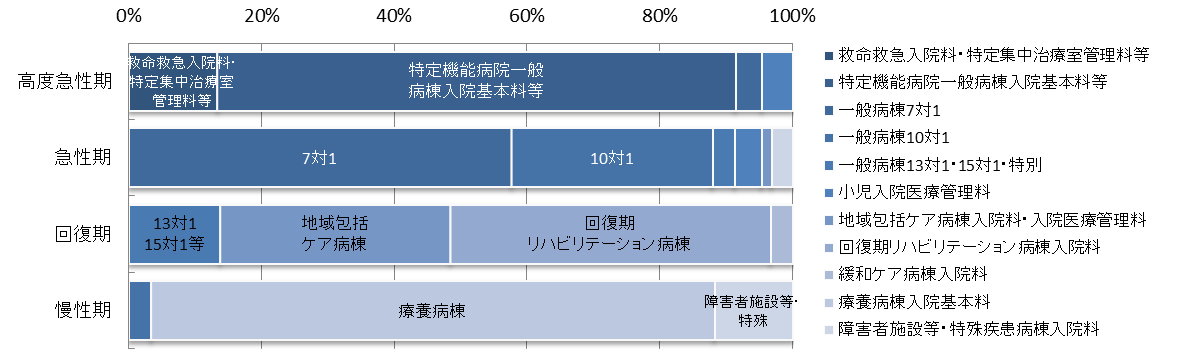 0%
20%
40%
60%
80%
100%
高度急性期
救命救急入院料・
特定集中治療室
管理料等
特定機能病院一般
病棟入院基本料等
急性期
7対1
10対1
回復期
13対1
15対1等
地域包括
ケア病棟
回復期
リハビリテーション病棟
慢性期
療養病棟
障害者施設等・
特殊
救命救急入院料・特定集中治療室管理料等
特定機能病院一般病棟入院基本料等
一般病棟7対1
一般病棟10対1
一般病棟13対1・15対1・特別
小児入院医療管理料
地域包括ケア病棟入院料・入院医療管理料
回復期リハビリテーション病棟入院料
緩和ケア病棟入院料
療養病棟入院基本料
障害者施設等・特殊疾患病棟入院料